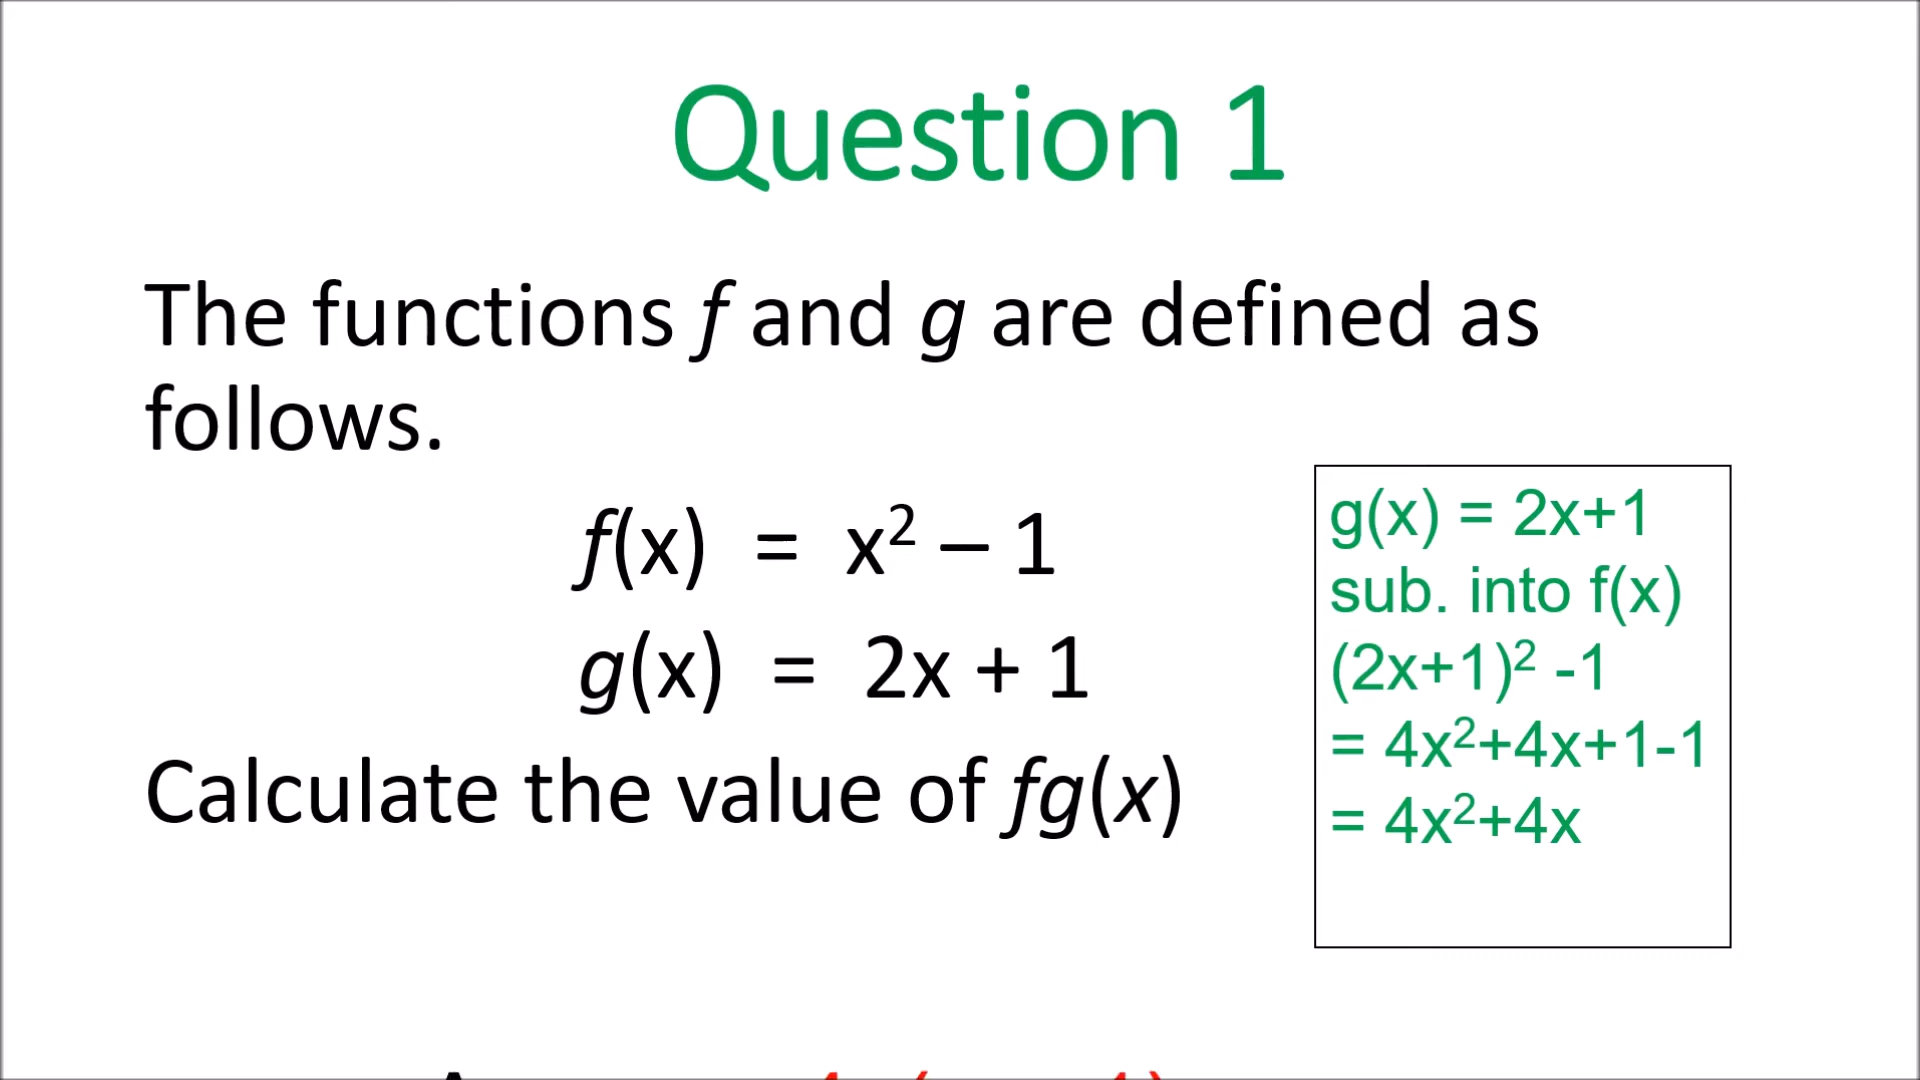 Question 1
The functions f and g are defined as
follows.
f(x) = x² – 1
g(x) = 2x + 1
Calculate the value of fg(x)
g(x) = 2x+1
sub. into f(x)
(2x+1)² -1
= 4x²+4x+1-1
= 4x²+4x